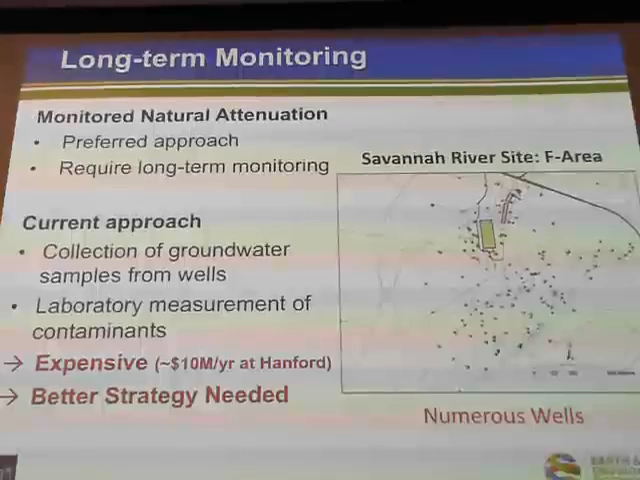 Long-term Monitoring
Monitored Natural Attenuation
• Preferred approach
• Require long-term monitoring
Savannah River Site: F-Area
Current approach
• Collection of groundwater
samples from wells
• Laboratory measurement of
contaminants
→ Expensive (~$10M/yr at Hanford)
→ Better Strategy Needed
Numerous Wells
EARTH &